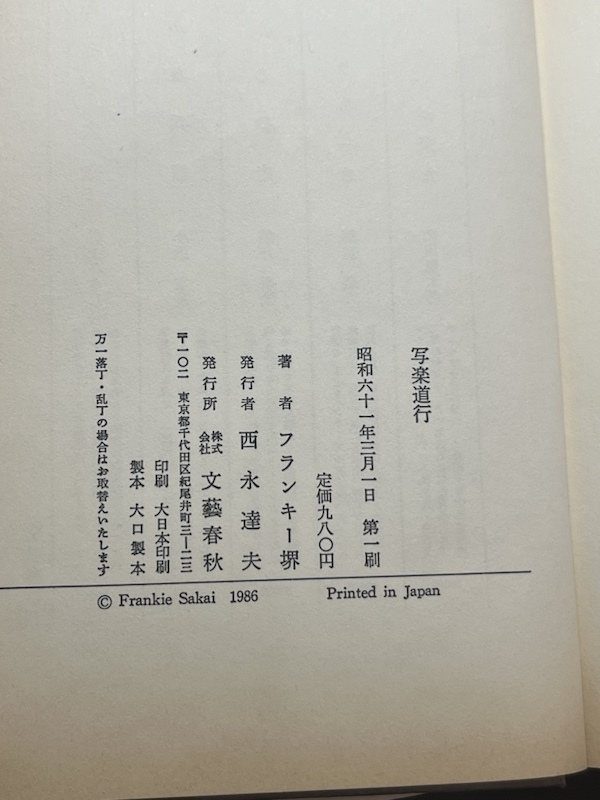 写楽道行
昭和六十一年三月一日　第一刷
定価九八〇円
著者　フランキー堺
発行者　西永達夫
発行所　株式会社　文藝春秋
〒一〇二　東京都千代田区紀尾井町三―二三
印刷　大日本印刷
製本　大口製本
万一落丁・乱丁の場合はお取替えいたします
© Frankie Sakai 1986　Printed in Japan